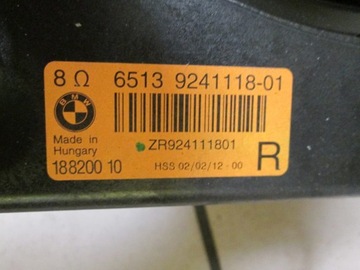 8 Ω 6513 9241118-01
BMW
Made in
Hungary
ZR924111801
188200 10
HSS 02/02/12 - 00
R